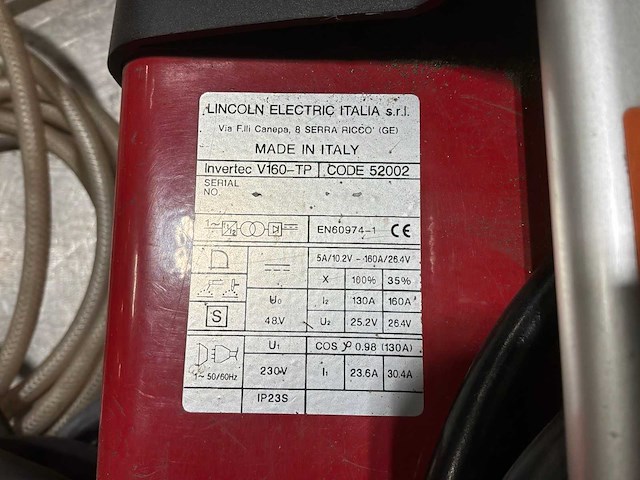 LINCOLN ELECTRIC ITALIA s.r.l.
Via F.lli Canepa, 8 SERRA RICCO' (GE)
MADE IN ITALY
Invertec V160-TP CODE 52002
SERIAL
NO.
1~ EN60974-1 CE
5A/10.2V - 160A/26.4V
X 100% 35%
U0 I2 130A 160A
S 48V U2 25.2V 26.4V
U1 COS φ 0.98 (130A)
1~ 50/60Hz 230V I1 23.6A 30.4A
IP23S